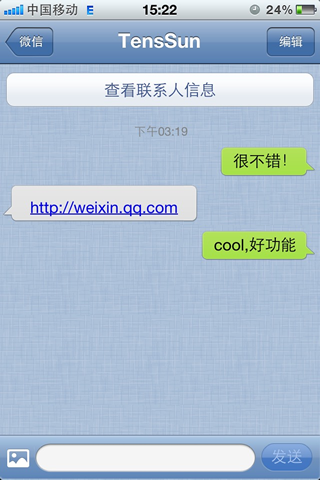 中国移动 E 15:22 24%
微信 TensSun 编辑
查看联系人信息
下午03:19
很不错!
http://weixin.qq.com
cool,好功能
发送